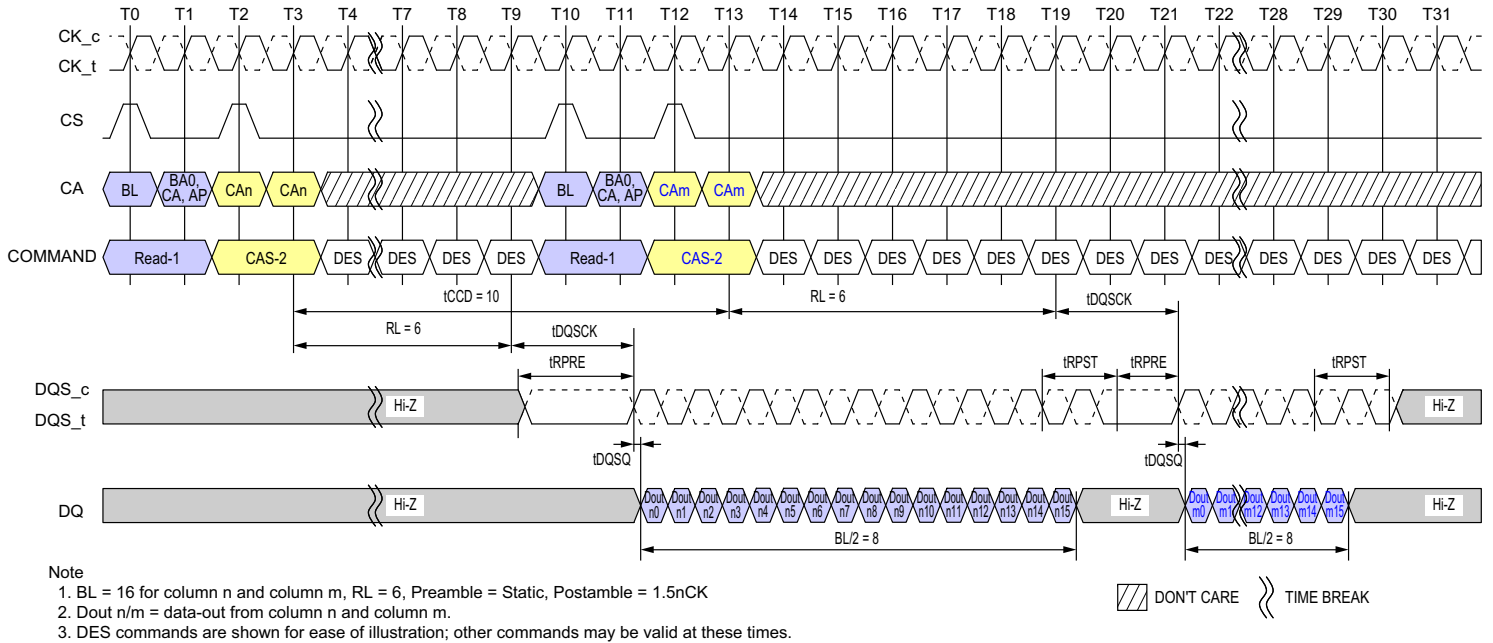 T0 T1 T2 T3 T4 T7 T8 T9 T10 T11 T12 T13 T14 T15 T16 T17 T18 T19 T20 T21 T22 T28 T29 T30 T31
CK_c
CK_t
CS
CA BL BA0, CA, AP CAn CAn BL BA0, CA, AP CAm CAm
COMMAND Read-1 CAS-2 DES DES DES DES Read-1 CAS-2 DES DES DES DES DES DES DES DES DES DES DES DES DES
tCCD = 10 RL = 6 tDQSCK
RL = 6 tDQSCK
tRPRE tRPST tRPRE tRPST
DQS_c
DQS_t
Hi-Z Hi-Z
tDQSQ tDQSQ
DQ Hi-Z Dout n0 Dout n1 Dout n2 Dout n3 Dout n4 Dout n5 Dout n6 Dout n7 Dout n8 Dout n9 Dout n10 Dout n11 Dout n12 Dout n13 Dout n14 Dout n15 Hi-Z Dout m0 Dout m1 Dout m12 Dout m13 Dout m14 Dout m15 Hi-Z
BL/2 = 8 BL/2 = 8
Note
1. BL = 16 for column n and column m, RL = 6, Preamble = Static, Postamble = 1.5nCK
2. Dout n/m = data-out from column n and column m.
3. DES commands are shown for ease of illustration; other commands may be valid at these times.
DON'T CARE TIME BREAK